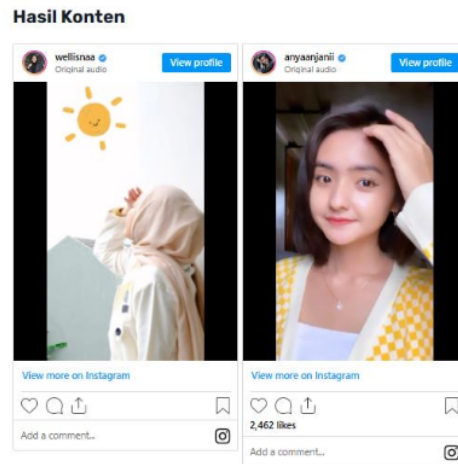 Hasil Konten
wellisnaa
Original audio
View profile
anyaanjanii
Original audio
View profile
View more on Instagram
Add a comment...
View more on Instagram
2,462 likes
Add a comment...